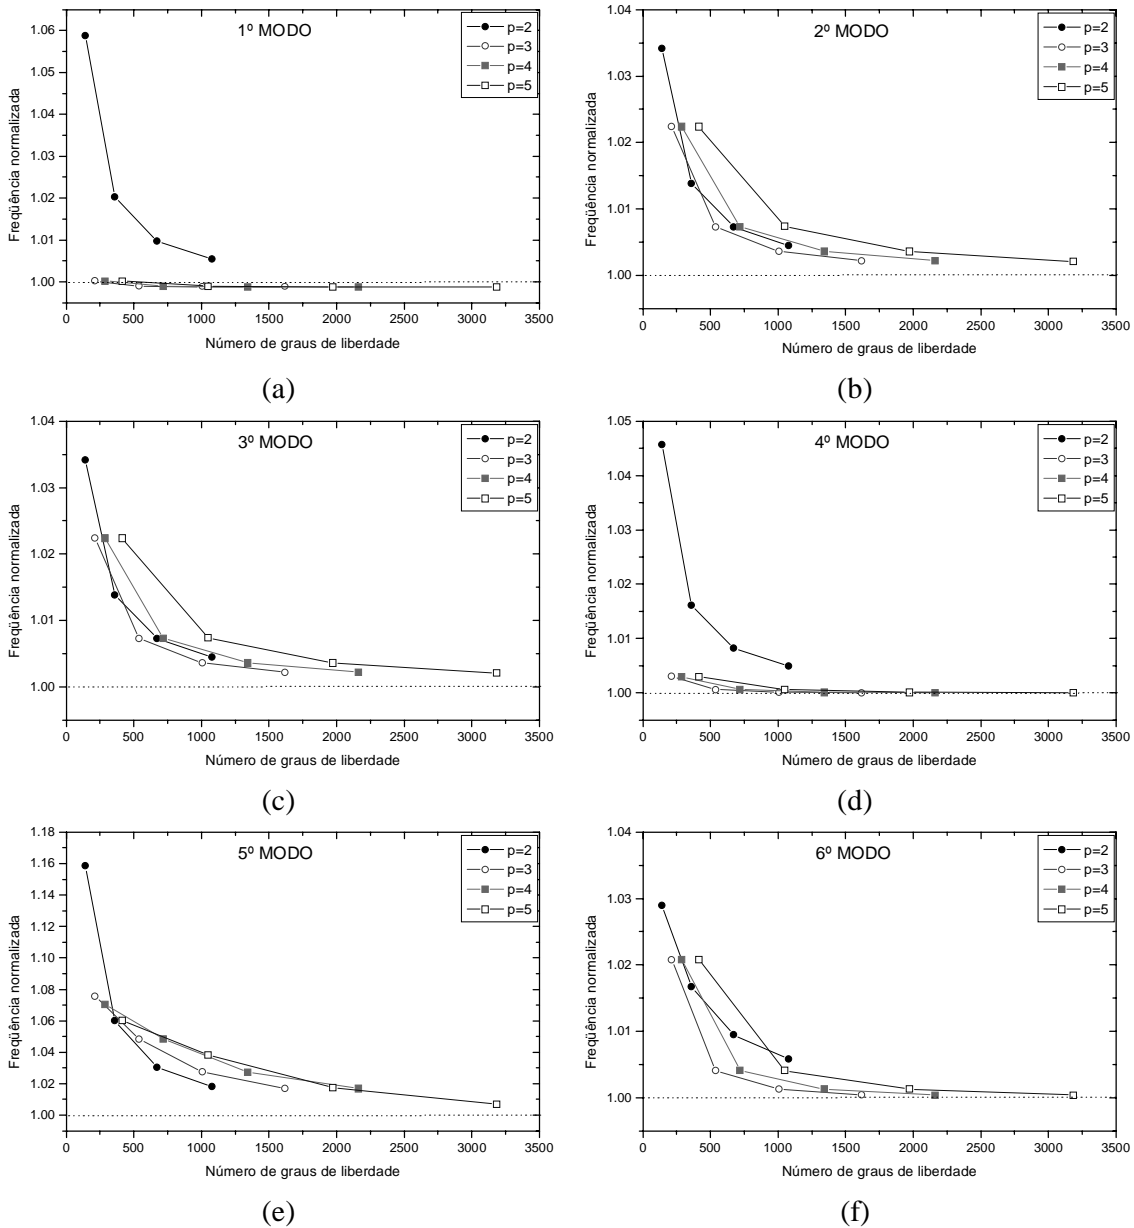 1º MODO
p=2
p=3
p=4
p=5
1.06
1.05
1.04
1.03
1.02
1.01
1.00
Freqüência normalizada
0 500 1000 1500 2000 2500 3000 3500
Número de graus de liberdade
(a)
2º MODO
p=2
p=3
p=4
p=5
1.04
1.03
1.02
1.01
1.00
Freqüência normalizada
0 500 1000 1500 2000 2500 3000 3500
Número de graus de liberdade
(b)
3º MODO
p=2
p=3
p=4
p=5
1.04
1.03
1.02
1.01
1.00
Freqüência normalizada
0 500 1000 1500 2000 2500 3000 3500
Número de graus de liberdade
(c)
4º MODO
p=2
p=3
p=4
p=5
1.05
1.04
1.03
1.02
1.01
1.00
Freqüência normalizada
0 500 1000 1500 2000 2500 3000 3500
Número de graus de liberdade
(d)
5º MODO
p=2
p=3
p=4
p=5
1.18
1.16
1.14
1.12
1.10
1.08
1.06
1.04
1.02
1.00
Freqüência normalizada
0 500 1000 1500 2000 2500 3000 3500
Número de graus de liberdade
(e)
6º MODO
p=2
p=3
p=4
p=5
1.04
1.03
1.02
1.01
1.00
Freqüência normalizada
0 500 1000 1500 2000 2500 3000 3500
Número de graus de liberdade
(f)